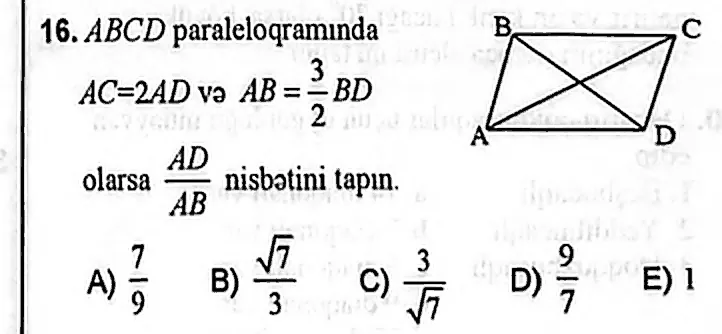 16. ABCD paraleloqramında
AC=2AD və AB = 3/2 BD
olarsa AD/AB nisbətini tapın.
A) 7/9 B) √7/3 C) 3/√7 D) 9/7 E) 1
B C
A D